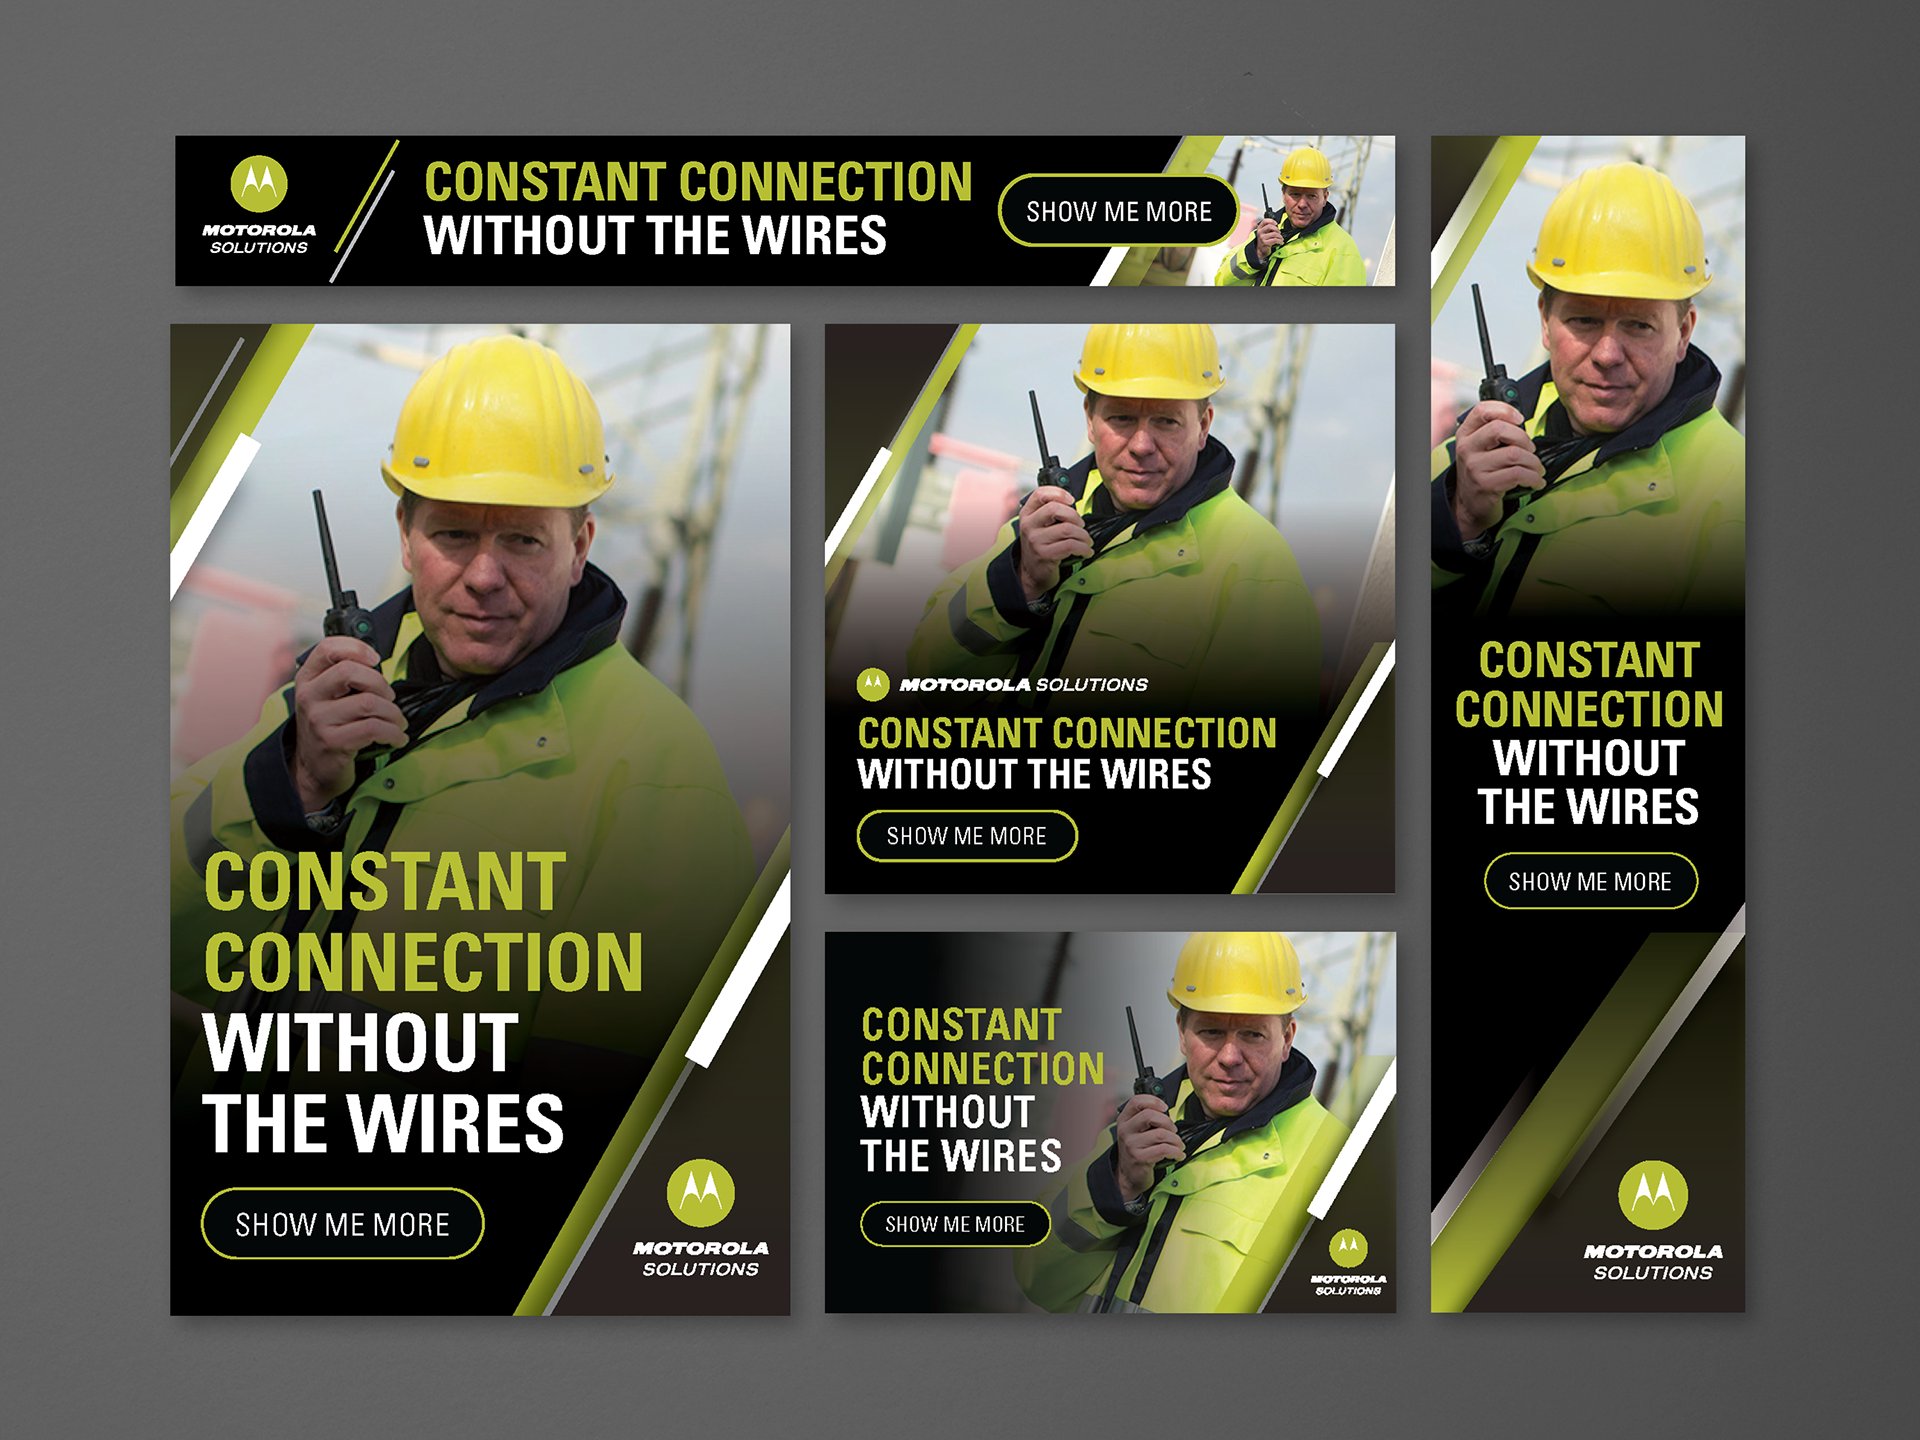 MOTOROLA
SOLUTIONS
CONSTANT CONNECTION
WITHOUT THE WIRES
SHOW ME MORE
CONSTANT
CONNECTION
WITHOUT
THE WIRES
SHOW ME MORE
MOTOROLA
SOLUTIONS
MOTOROLA SOLUTIONS
CONSTANT CONNECTION
WITHOUT THE WIRES
SHOW ME MORE
CONSTANT
CONNECTION
WITHOUT
THE WIRES
SHOW ME MORE
MOTOROLA
SOLUTIONS
CONSTANT
CONNECTION
WITHOUT
THE WIRES
SHOW ME MORE
MOTOROLA
SOLUTIONS